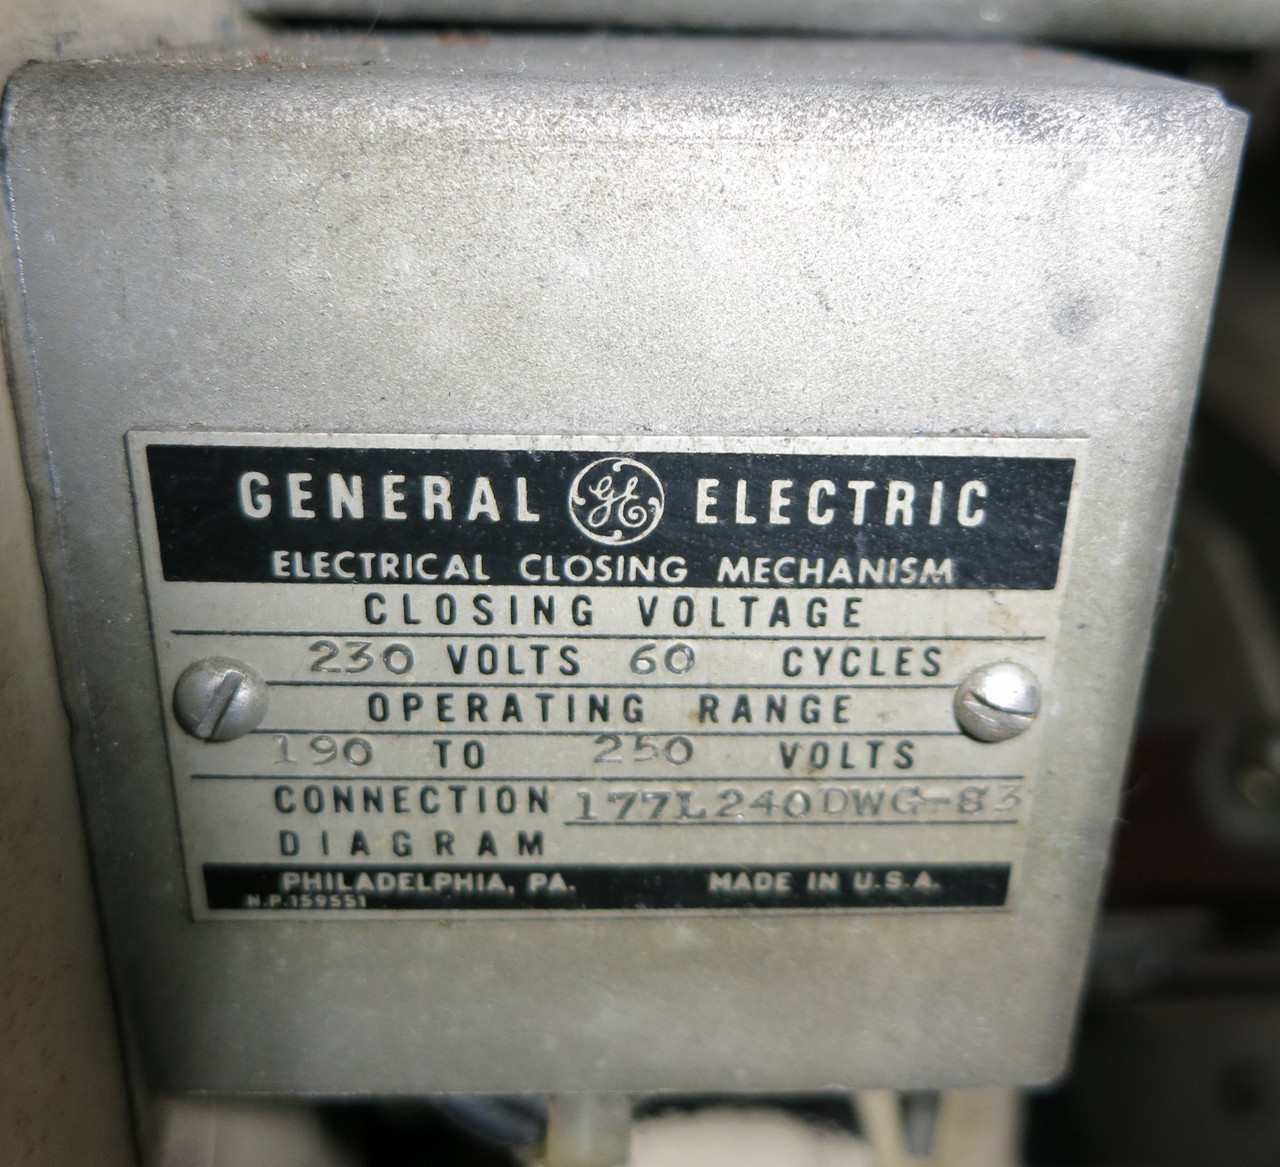 GENERAL GE ELECTRIC
ELECTRICAL CLOSING MECHANISM
CLOSING VOLTAGE
230 VOLTS 60 CYCLES
OPERATING RANGE
190 TO 250 VOLTS
CONNECTION 177L240DWG-83
DIAGRAM
PHILADELPHIA, PA. MADE IN U.S.A.
N.P.159551